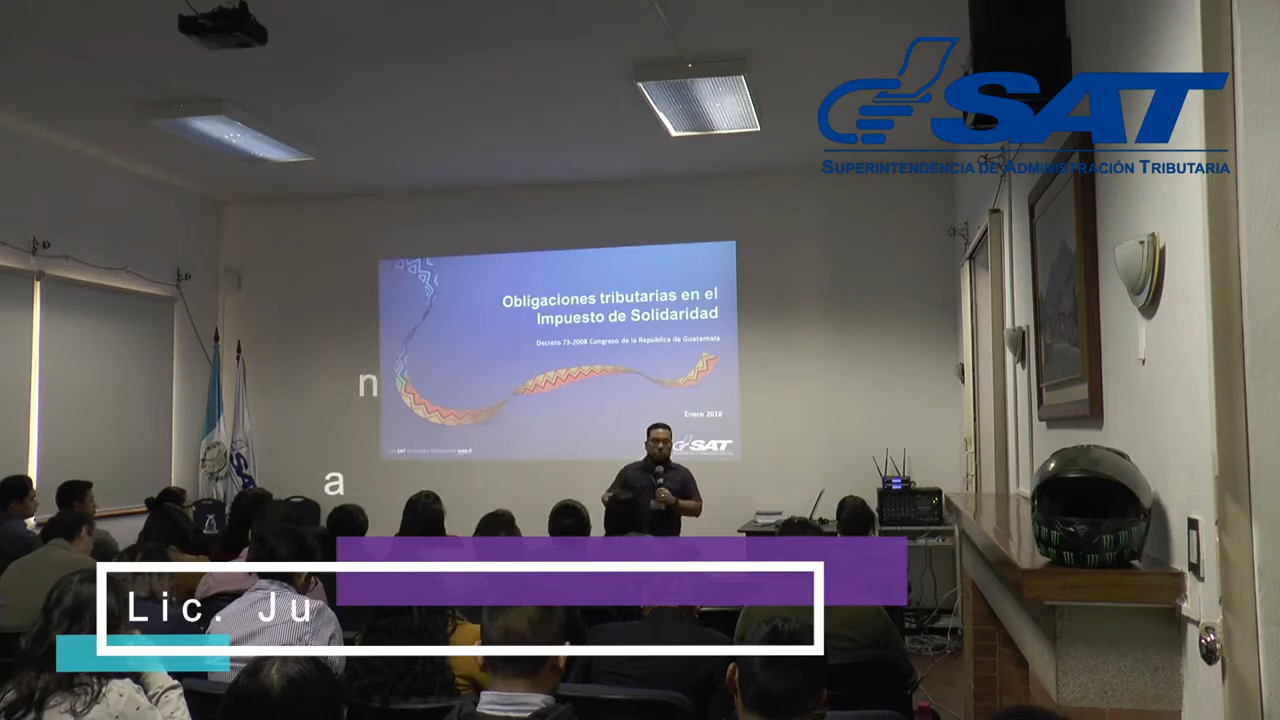 SAT
SUPERINTENDENCIA DE ADMINISTRACIÓN TRIBUTARIA
Obligaciones tributarias en el
Impuesto de Solidaridad
Decreto 73-2008 Congreso de la República de Guatemala
Enero 2018
SAT
n
a
Lic. Ju